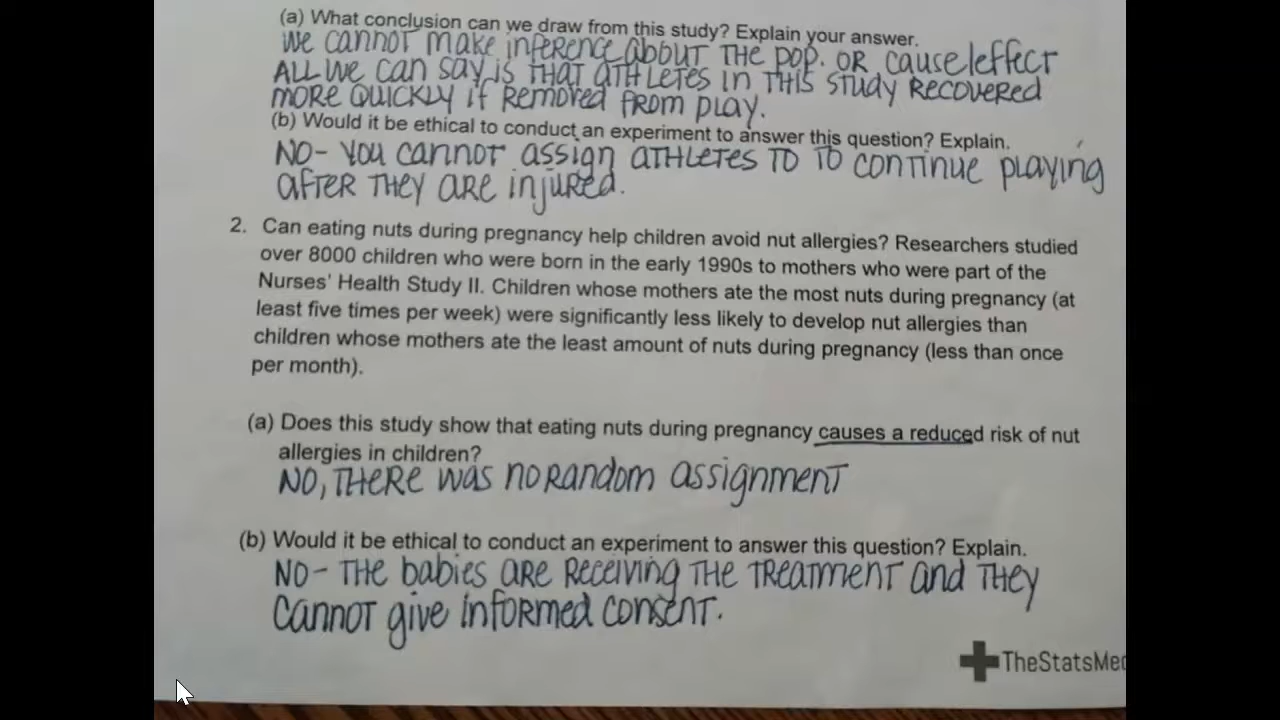 (a) What conclusion can we draw from this study? Explain your answer.
We cannot make inference about the pop. or cause/effect
All we can say is that athletes in this study recovered
more quickly if removed from play.
(b) Would it be ethical to conduct an experiment to answer this question? Explain.
No- you cannot assign athletes to to continue playing
after they are injured.
2. Can eating nuts during pregnancy help children avoid nut allergies? Researchers studied
over 8000 children who were born in the early 1990s to mothers who were part of the
Nurses' Health Study II. Children whose mothers ate the most nuts during pregnancy (at
least five times per week) were significantly less likely to develop nut allergies than
children whose mothers ate the least amount of nuts during pregnancy (less than once
per month).
(a) Does this study show that eating nuts during pregnancy causes a reduced risk of nut
allergies in children?
No, there was no random assignment
(b) Would it be ethical to conduct an experiment to answer this question? Explain.
No- the babies are receiving the treatment and they
cannot give informed consent.
TheStatsMed